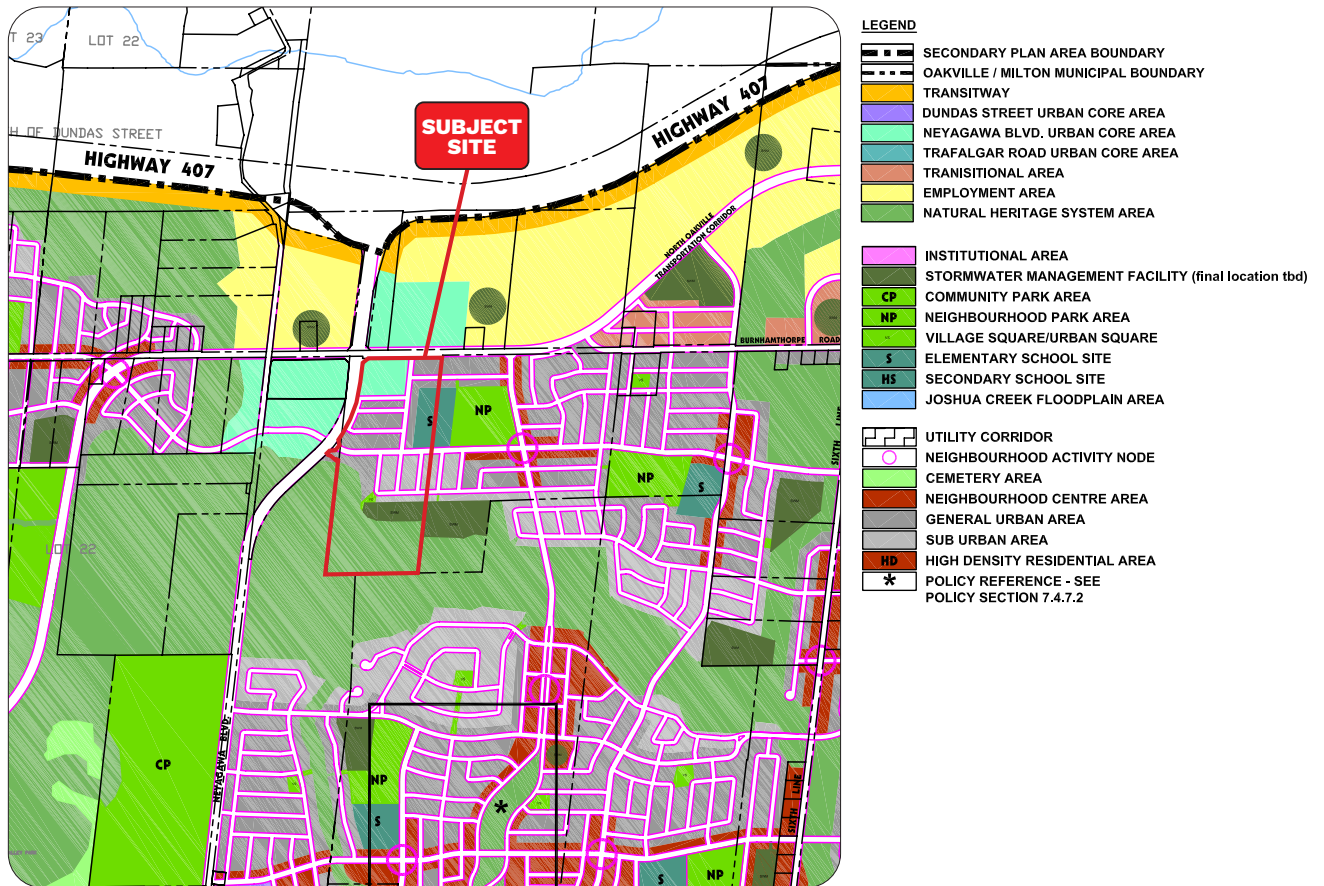 T 23
LOT 22
H OF DUNDAS STREET
HIGHWAY 407
SUBJECT
SITE
HIGHWAY 407
NORTH OAKVILLE
TRANSPORTATION CORRIDOR
BURNHAMTHORPE ROAD
S
NP
NP
S
SIXTH LINE
LOT 22
CP
NEYAGAWA BLVD.
NP
S
*
SIXTH LINE
S
NP
LEGEND
SECONDARY PLAN AREA BOUNDARY
OAKVILLE / MILTON MUNICIPAL BOUNDARY
TRANSITWAY
DUNDAS STREET URBAN CORE AREA
NEYAGAWA BLVD. URBAN CORE AREA
TRAFALGAR ROAD URBAN CORE AREA
TRANISITIONAL AREA
EMPLOYMENT AREA
NATURAL HERITAGE SYSTEM AREA
INSTITUTIONAL AREA
STORMWATER MANAGEMENT FACILITY (final location tbd)
CP COMMUNITY PARK AREA
NP NEIGHBOURHOOD PARK AREA
VILLAGE SQUARE/URBAN SQUARE
S ELEMENTARY SCHOOL SITE
HS SECONDARY SCHOOL SITE
JOSHUA CREEK FLOODPLAIN AREA
UTILITY CORRIDOR
NEIGHBOURHOOD ACTIVITY NODE
CEMETERY AREA
NEIGHBOURHOOD CENTRE AREA
GENERAL URBAN AREA
SUB URBAN AREA
HD HIGH DENSITY RESIDENTIAL AREA
* POLICY REFERENCE - SEE
POLICY SECTION 7.4.7.2